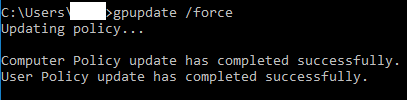 C:\Users\>gpupdate /force
Updating policy...
Computer Policy update has completed successfully.
User Policy update has completed successfully.